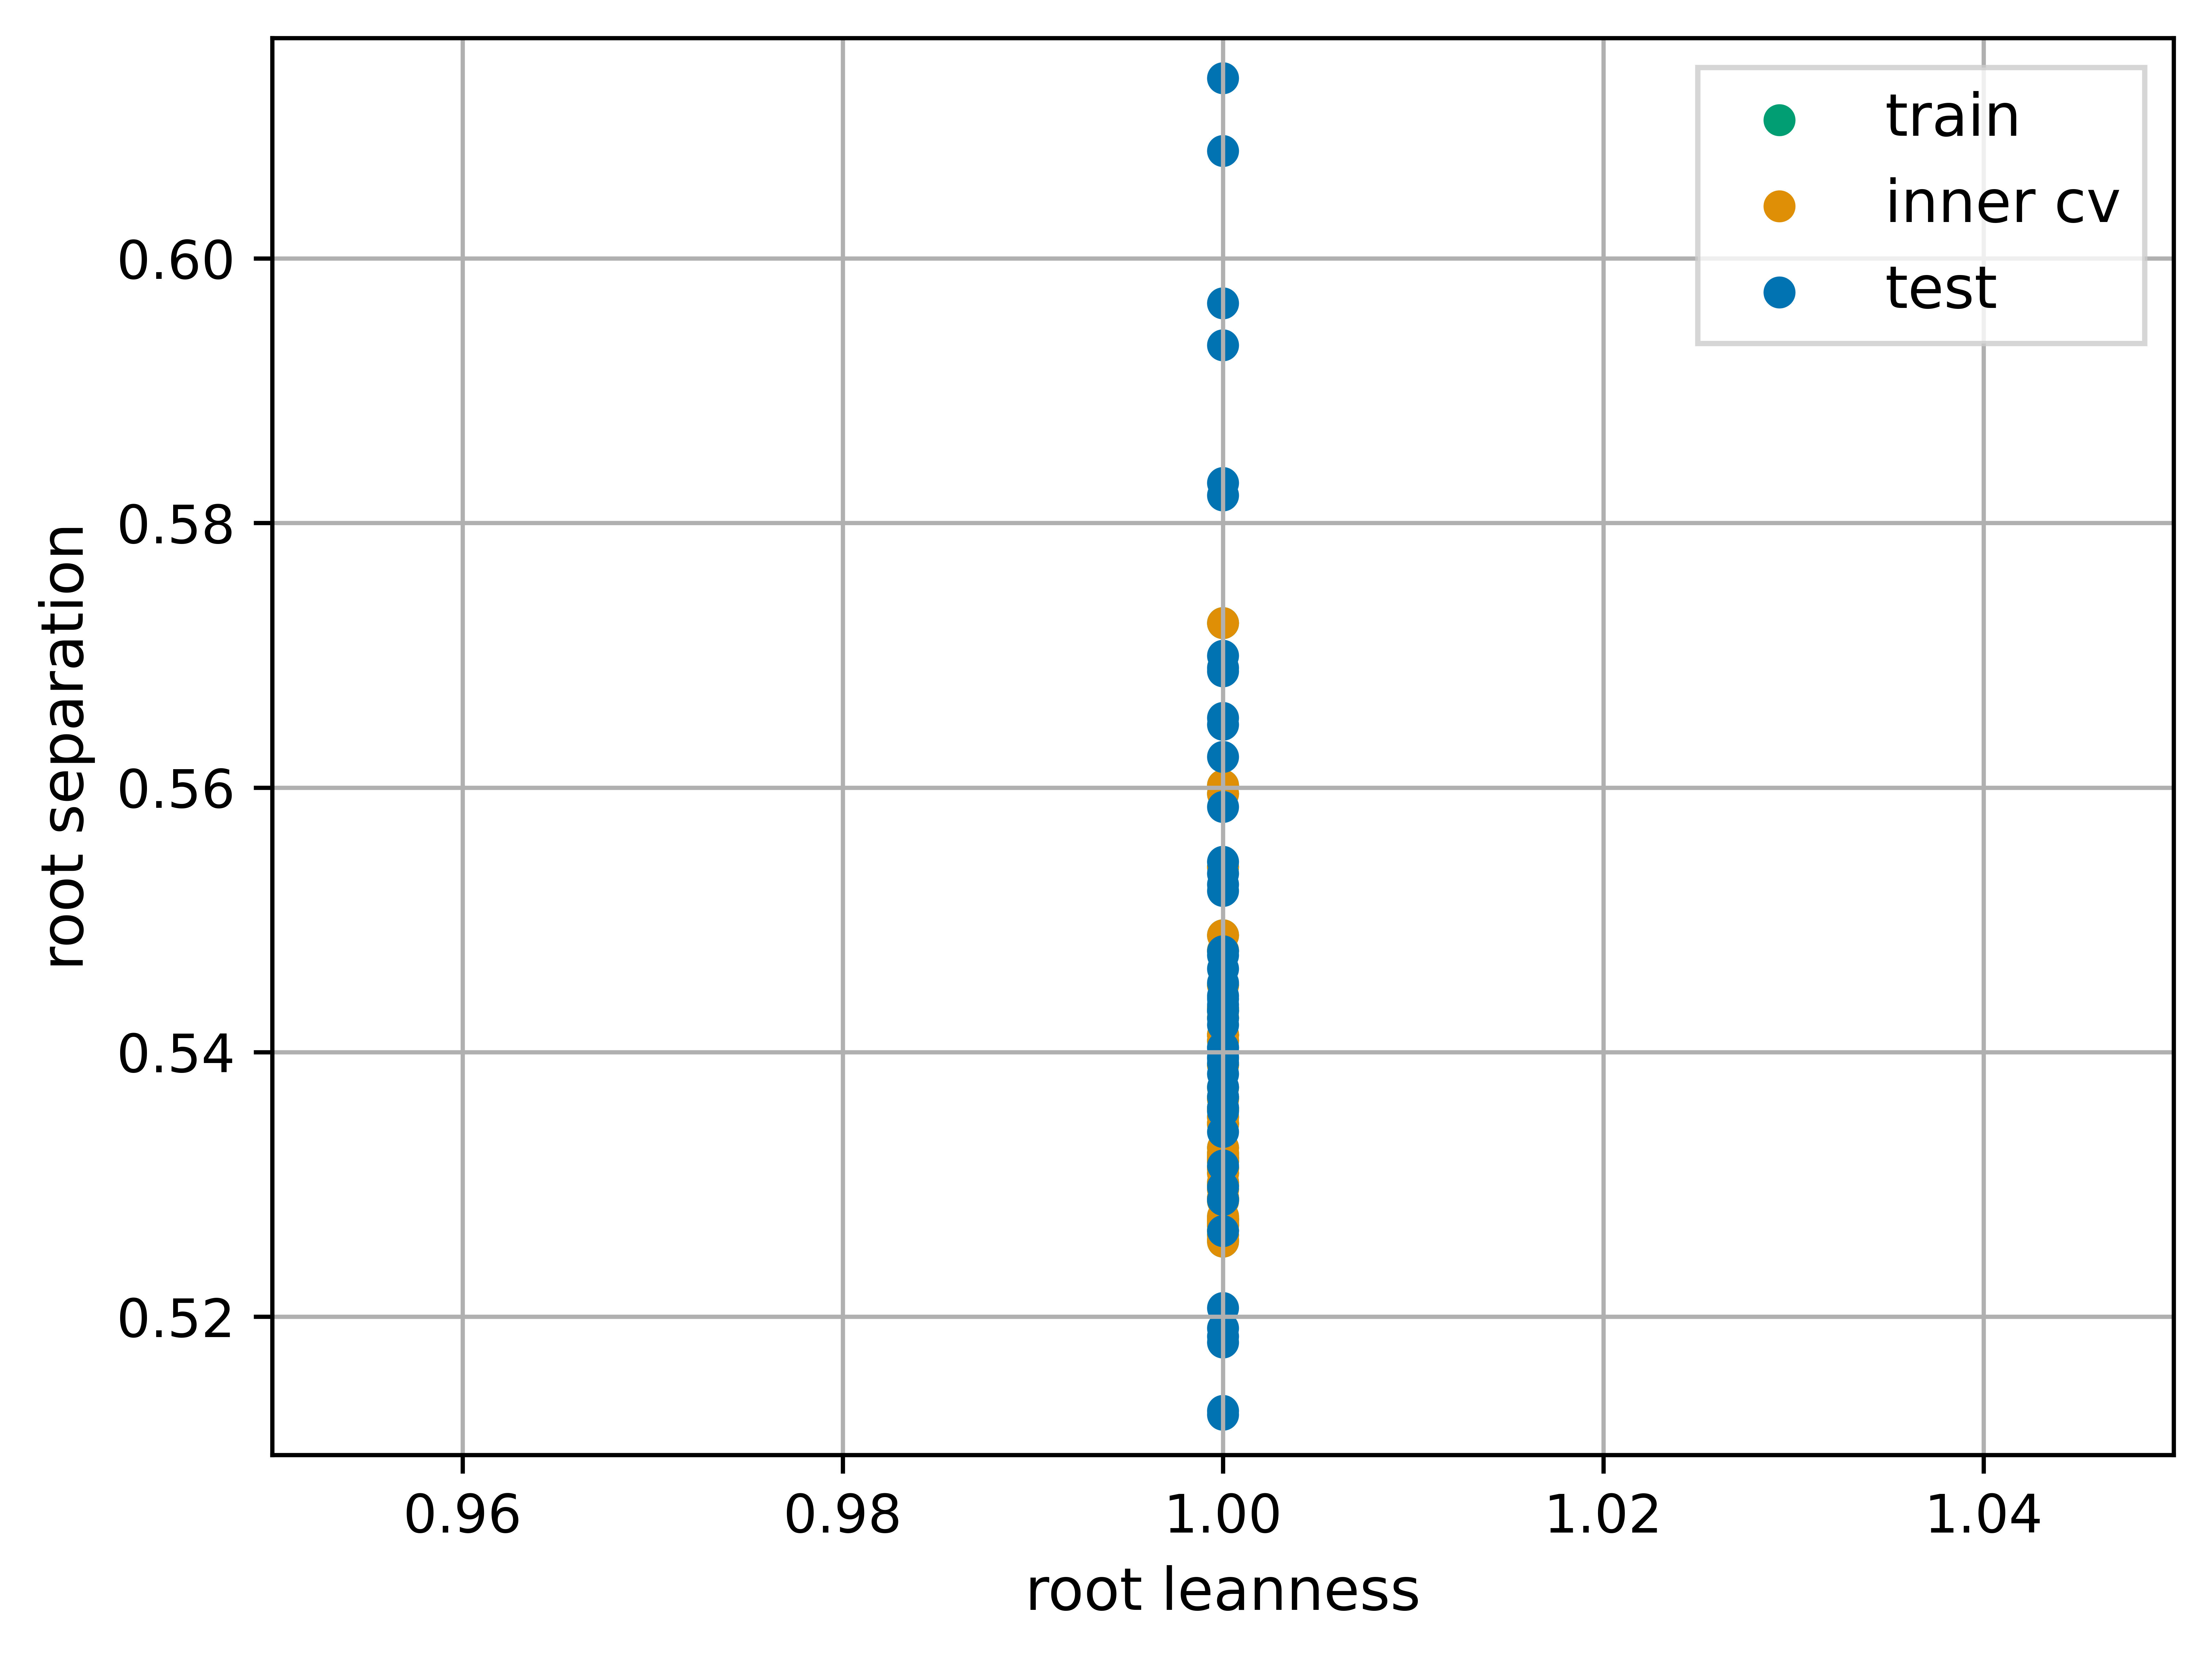 train
inner cv
test
root separation
0.60
0.58
0.56
0.54
0.52
0.96 0.98 1.00 1.02 1.04
root leanness